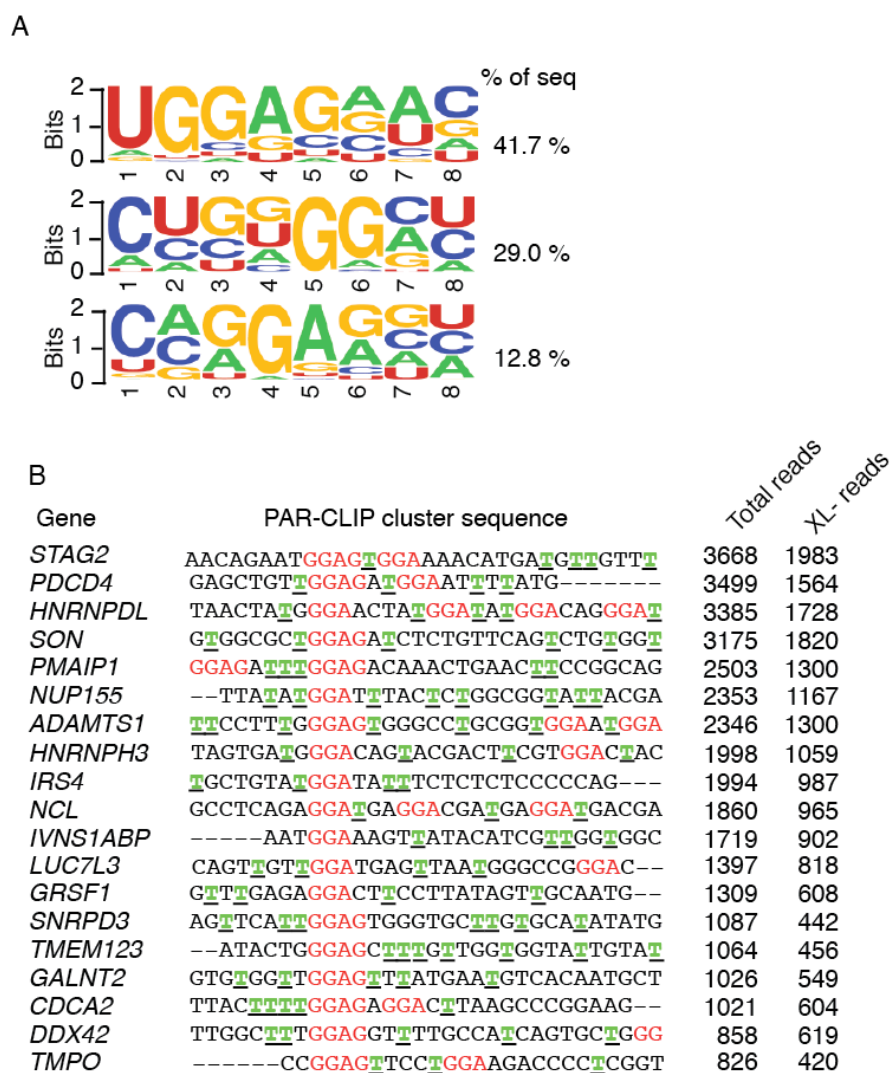 A
% of seq
Bits
2
1
0
UGGAGAAC
1 2 3 4 5 6 7 8
41.7 %
Bits
2
1
0
CUGGGGCU
1 2 3 4 5 6 7 8
29.0 %
Bits
2
1
0
CAGGAGGU
1 2 3 4 5 6 7 8
12.8 %
B
Gene PAR-CLIP cluster sequence Total reads XL- reads
STAG2 AACAGAATGGAGTGGAAAACATGATGTTGTTT 3668 1983
PDCD4 GAGCTGTTGGAGATGGAATTTTATG------- 3499 1564
HNRNPDL TAACTATGGGAACTATGGATATGGACAGGGAT 3385 1728
SON GTGGCGCTGGAGATCTCTGTTCAGTCTGTGGT 3175 1820
PMAIP1 GGAGATTTGGAGACAAACTGAACTTCCGGCAG 2503 1300
NUP155 --TTATATGGATTTACTCTGGCGGTATTACGA 2353 1167
ADAMTS1 TTCCTTTGGGAGTGGGCCTGCGGTGGAATGGA 2346 1300
HNRNPH3 TAGTGATGGGACAGTACGACTTCGTGGACTAC 1998 1059
IRS4 TGCTGTATGGATATTTCTCTCTCCCCCAG--- 1994 987
NCL GCCTCAGAGGATGAGGACGATGAGGATGACGA 1860 965
IVNS1ABP -----AATGGAAAGTTATACATCGTTGGTGGC 1719 902
LUC7L3 CAGTTGTTGGATGAGTTAATGGGCCGGGAC-- 1397 818
GRSF1 GTTTGAGAGGACTTCCTTATAGTTGCAATG-- 1309 608
SNRPD3 AGTTCATTGGAGTGGGTGCTTGTGCATATATG 1087 442
TMEM123 --ATACTGGGAGCTTTGTTGGTGGTATTGTAT 1064 456
GALNT2 GTGTGGTTGGAGTTTATGAATGTCACAATGCT 1026 549
CDCA2 TTACTTTTGGAGAGGACTTAAGCCCGGAAG-- 1021 604
DDX42 TTGGCTTTGGAGGTTTTGCCATCAGTGCTGGG 858 619
TMPO ------CCGGAGTTCCTGGAAGACCCCTCGGT 826 420